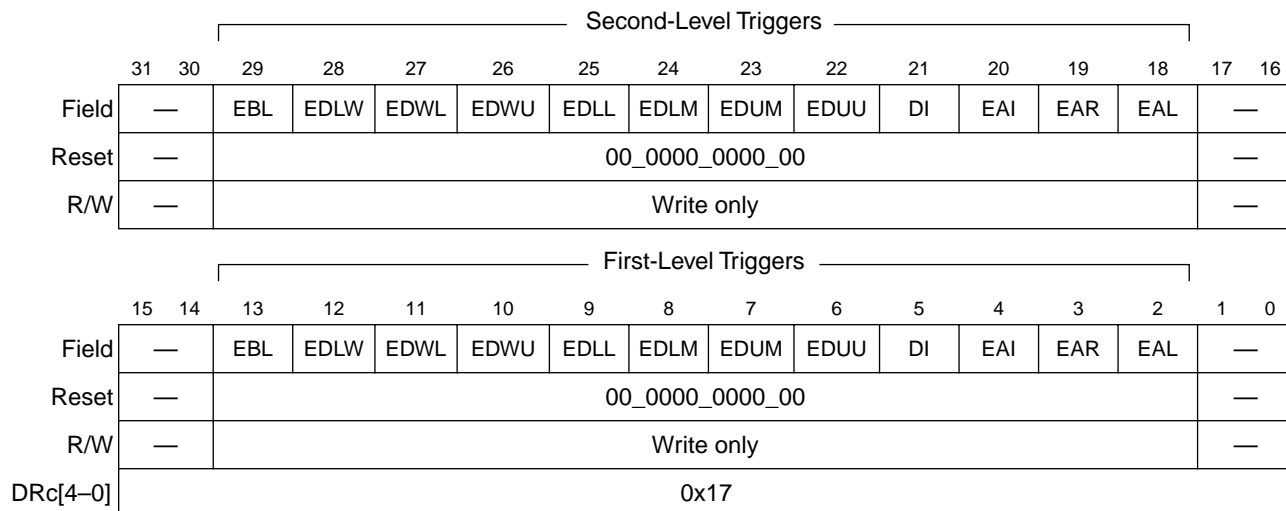 Second-Level Triggers
31 30 29 28 27 26 25 24 23 22 21 20 19 18 17 16
Field — EBL EDLW EDWL EDWU EDLL EDLM EDUM EDUU DI EAI EAR EAL —
Reset — 00_0000_0000_00 —
R/W — Write only —
First-Level Triggers
15 14 13 12 11 10 9 8 7 6 5 4 3 2 1 0
Field — EBL EDLW EDWL EDWU EDLL EDLM EDUM EDUU DI EAI EAR EAL —
Reset — 00_0000_0000_00 —
R/W — Write only —
DRc[4–0] 0x17